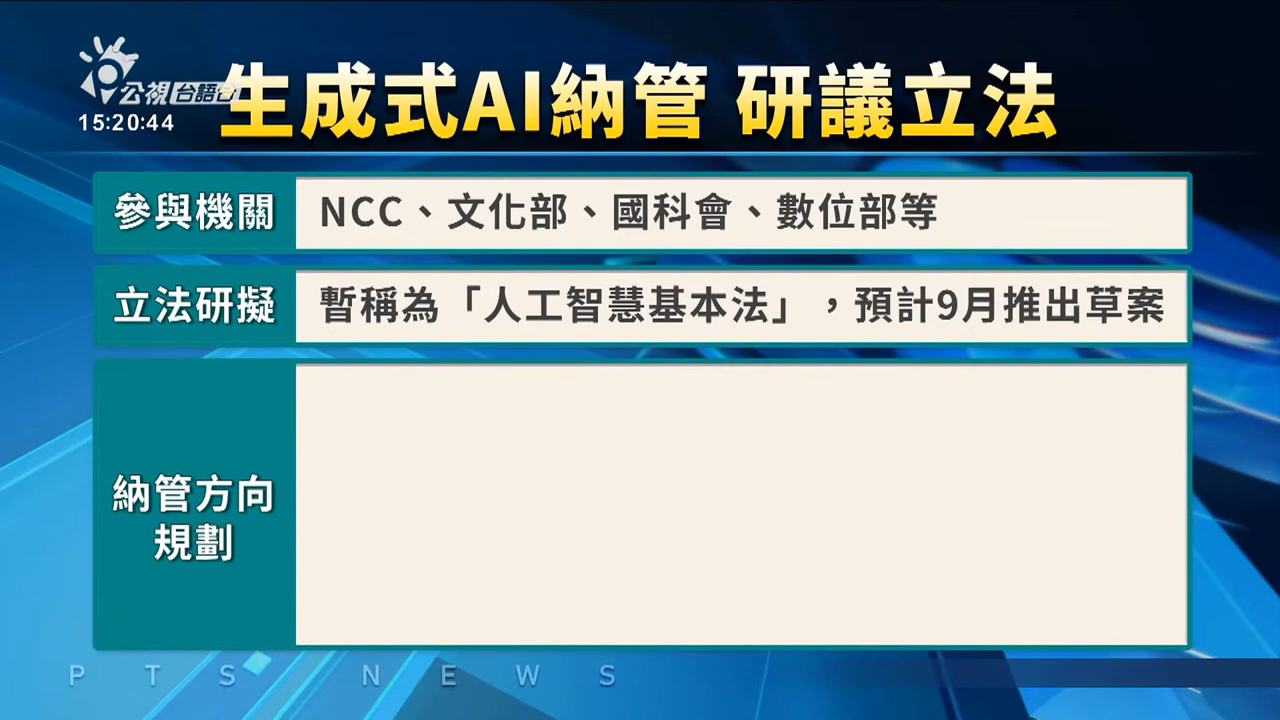 公視台語台
15:20:44
生成式AI納管 研議立法
參與機關
NCC、文化部、國科會、數位部等
立法研擬
暫稱為「人工智慧基本法」，預計9月推出草案
納管方向
規劃
PTS NEWS